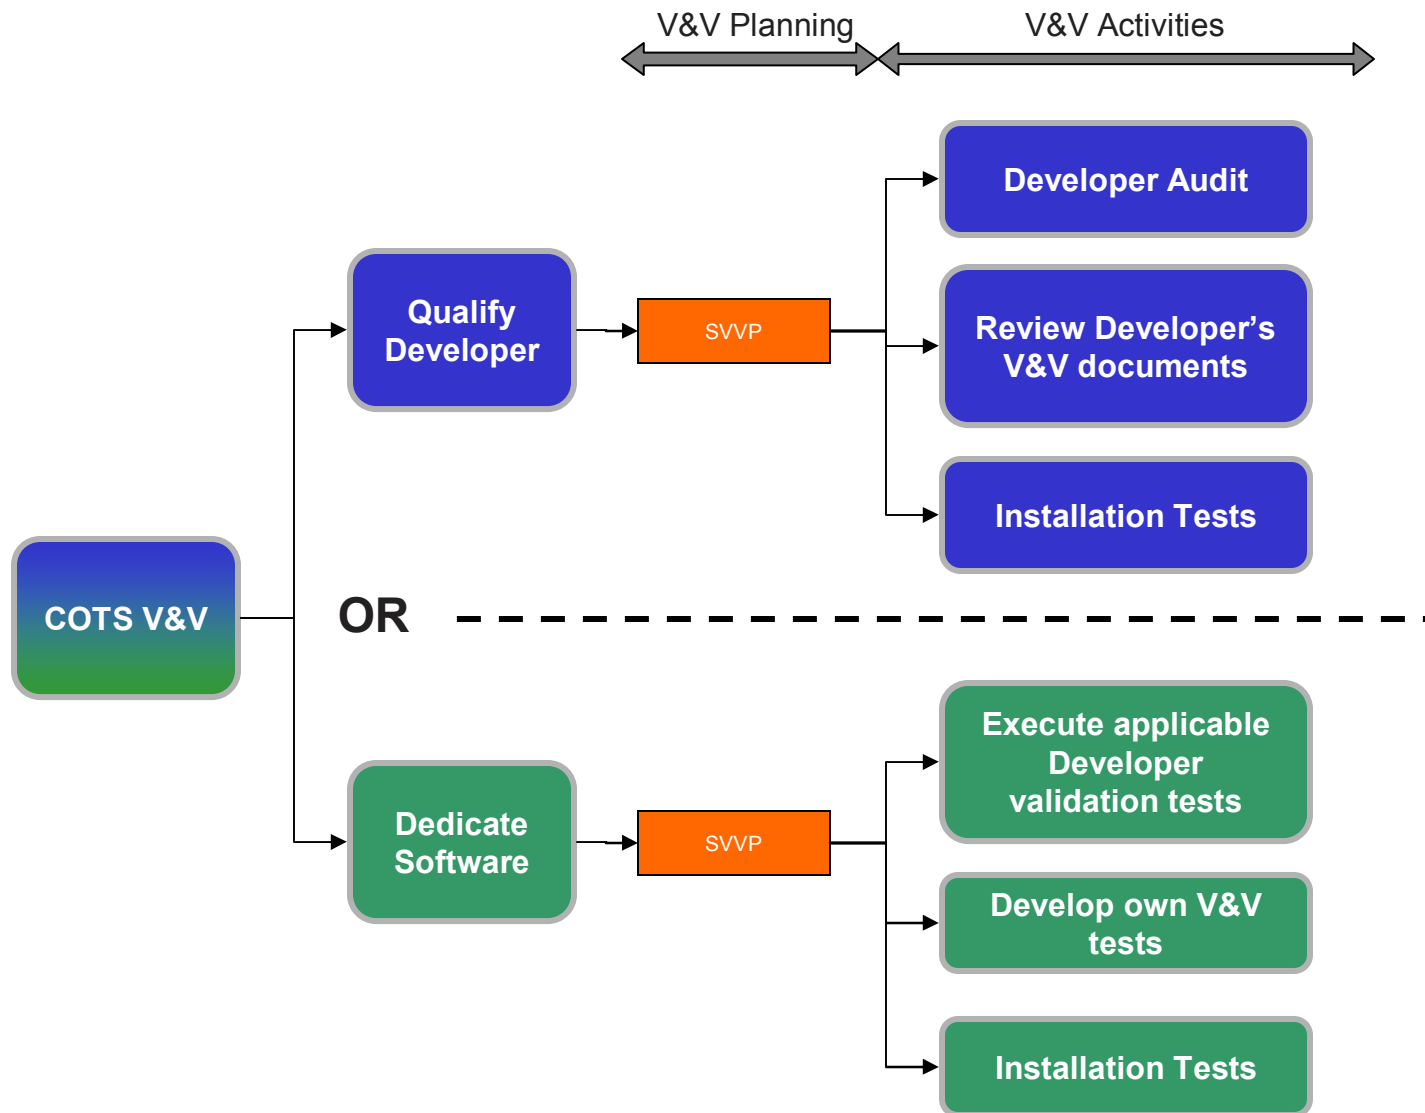 V&V Planning
V&V Activities
Developer Audit
Qualify
Developer
SVVP
Review Developer’s
V&V documents
Installation Tests
COTS V&V
OR
Execute applicable
Developer
validation tests
Dedicate
Software
SVVP
Develop own V&V
tests
Installation Tests